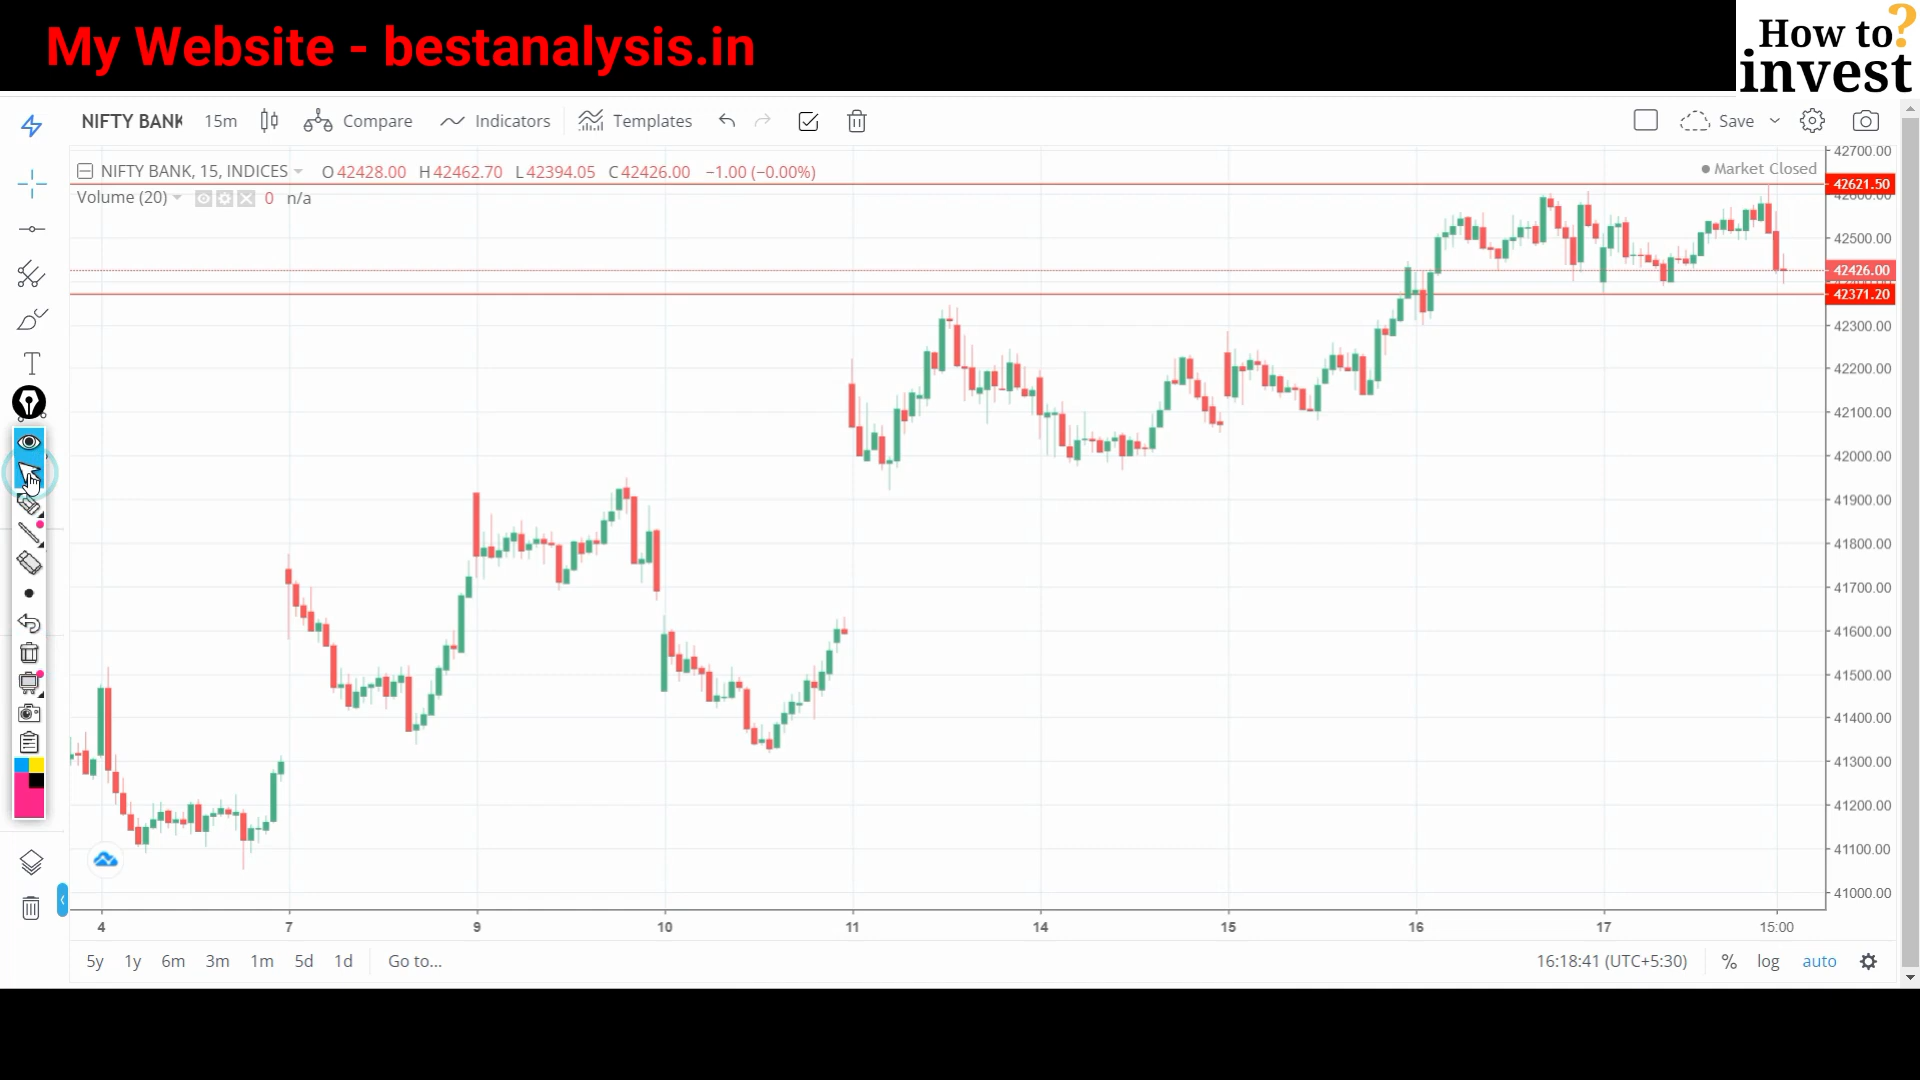 My Website - bestanalysis.in
How to?
invest
NIFTY BANK 15m Compare Indicators Templates Save
NIFTY BANK, 15, INDICES O 42428.00 H 42462.70 L 42394.05 C 42426.00 −1.00 (−0.00%)
Market Closed
Volume (20) 0 n/a
T
42700.00
42621.50
42600.00
42500.00
42426.00
42371.20
42300.00
42200.00
42100.00
42000.00
41900.00
41800.00
41700.00
41600.00
41500.00
41400.00
41300.00
41200.00
41100.00
41000.00
4 7 9 10 11 14 15 16 17 15:00
5y 1y 6m 3m 1m 5d 1d Go to... 16:18:41 (UTC+5:30) % log auto